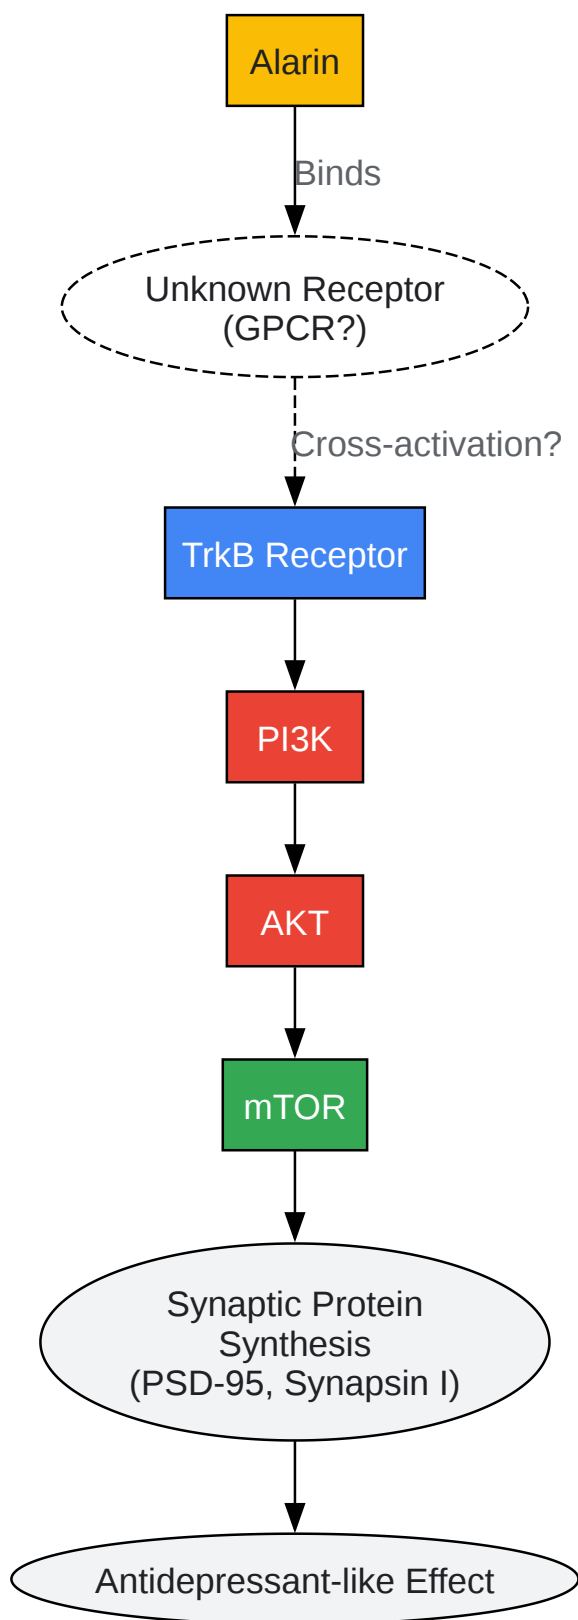 Alarin
Binds
Unknown Receptor
(GPCR?)
Cross-activation?
TrkB Receptor
PI3K
AKT
mTOR
Synaptic Protein
Synthesis
(PSD-95, Synapsin I)
Antidepressant-like Effect